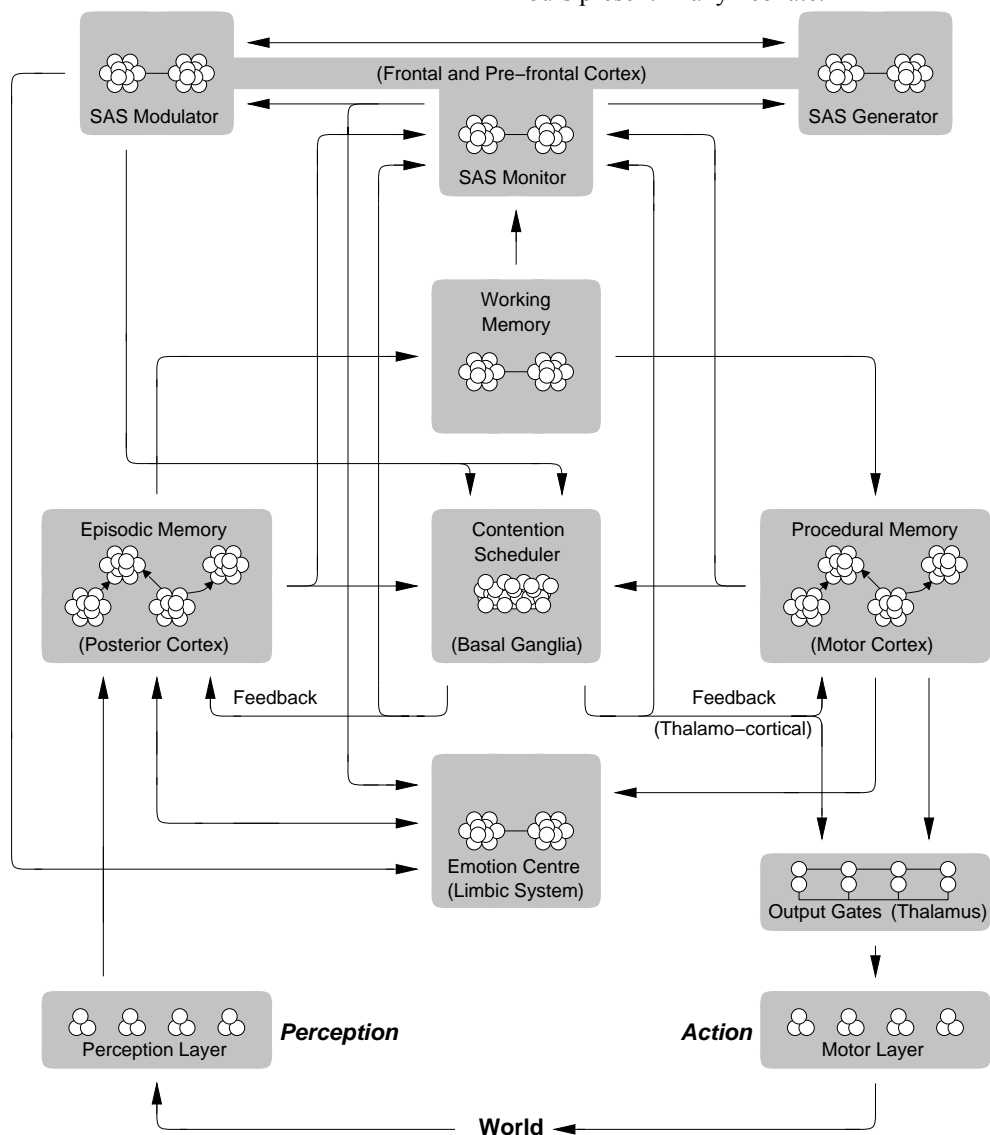 (Frontal and Pre-frontal Cortex)
SAS Modulator
SAS Generator
SAS Monitor
Working
Memory
Episodic Memory
(Posterior Cortex)
Contention
Scheduler
(Basal Ganglia)
Procedural Memory
(Motor Cortex)
Feedback
Feedback
(Thalamo-cortical)
Emotion Centre
(Limbic System)
Output Gates (Thalamus)
Perception Layer
Perception
Action
Motor Layer
World